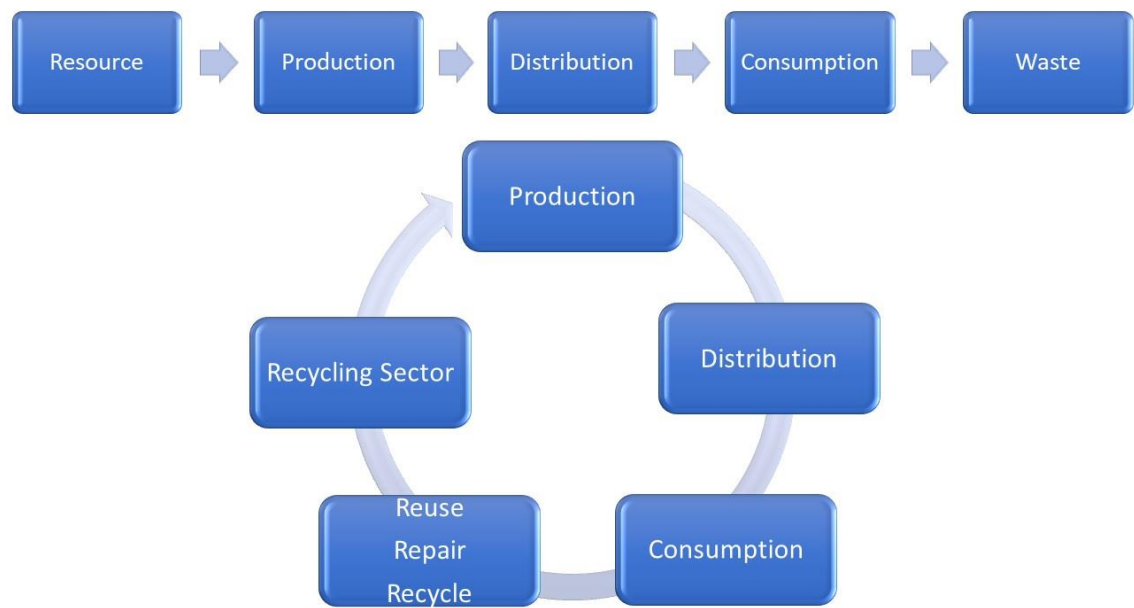 Resource
Production
Distribution
Consumption
Waste
Production
Distribution
Consumption
Reuse
Repair
Recycle
Recycling Sector